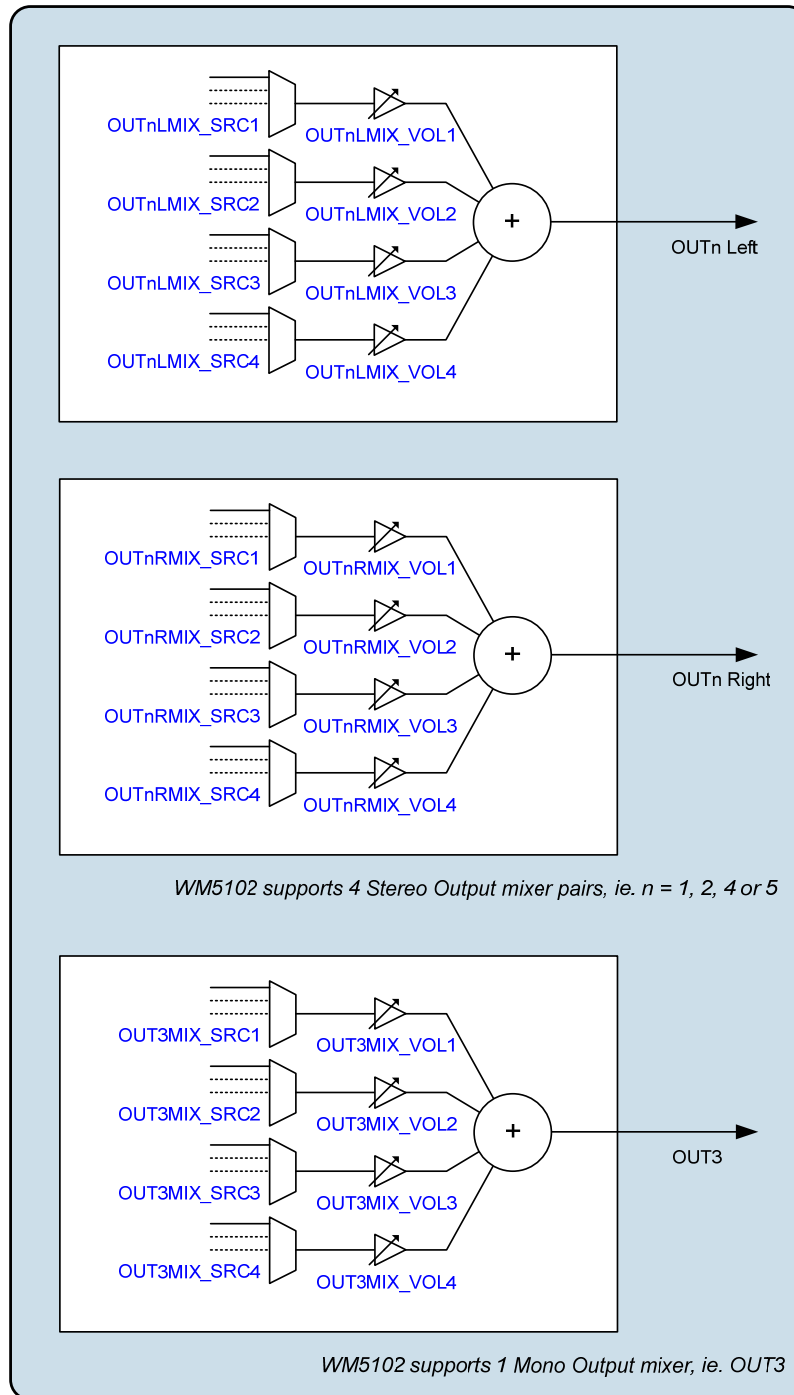 OUTnLMIX_SRC1
OUTnLMIX_VOL1
OUTnLMIX_SRC2
OUTnLMIX_VOL2
+
OUTn Left
OUTnLMIX_SRC3
OUTnLMIX_VOL3
OUTnLMIX_SRC4
OUTnLMIX_VOL4
OUTnRMIX_SRC1
OUTnRMIX_VOL1
OUTnRMIX_SRC2
OUTnRMIX_VOL2
+
OUTn Right
OUTnRMIX_SRC3
OUTnRMIX_VOL3
OUTnRMIX_SRC4
OUTnRMIX_VOL4
WM5102 supports 4 Stereo Output mixer pairs, ie. n = 1, 2, 4 or 5
OUT3MIX_SRC1
OUT3MIX_VOL1
OUT3MIX_SRC2
OUT3MIX_VOL2
+
OUT3
OUT3MIX_SRC3
OUT3MIX_VOL3
OUT3MIX_SRC4
OUT3MIX_VOL4
WM5102 supports 1 Mono Output mixer, ie. OUT3